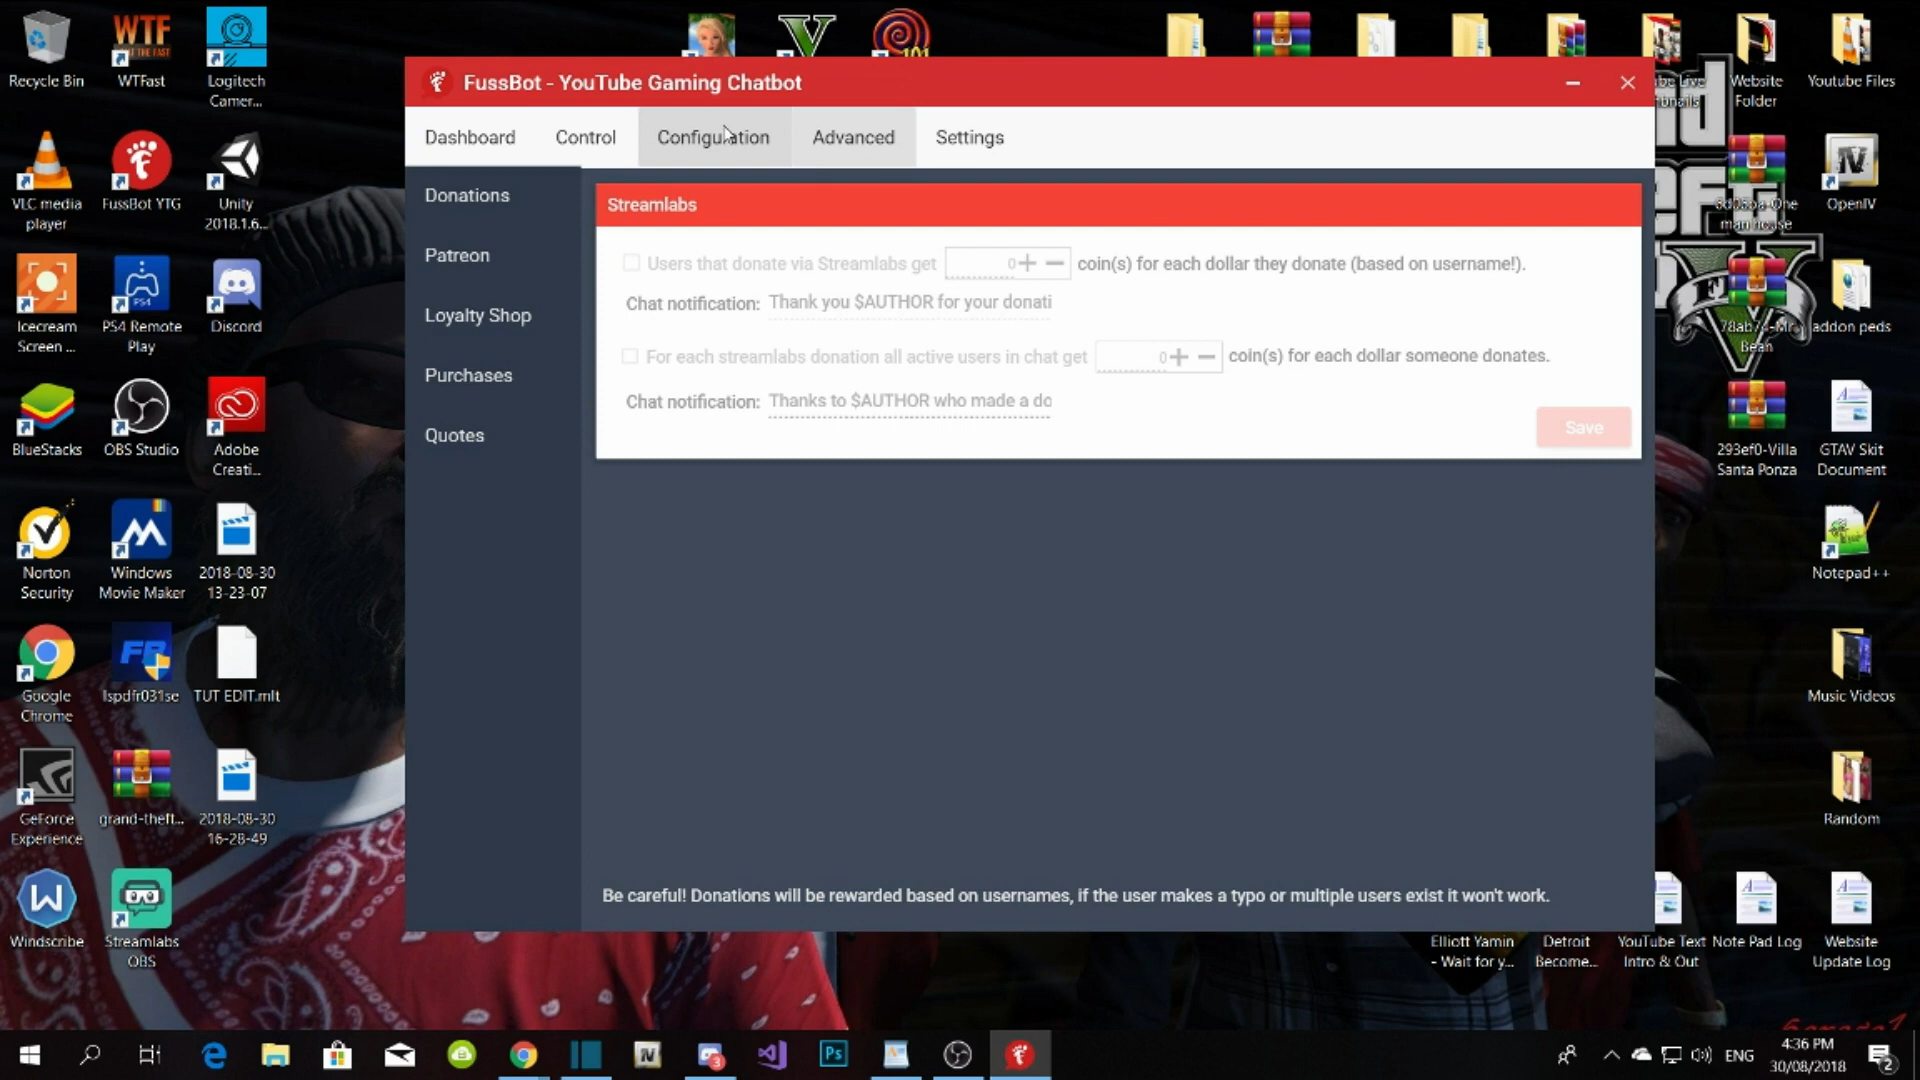 Recycle Bin
WTF
WTFast
Logitech
Camer...
101
Website
Folder
Youtube Files
FussBot - YouTube Gaming Chatbot
Dashboard
Control
Configuration
Advanced
Settings
Donations
Patreon
Loyalty Shop
Purchases
Quotes
Streamlabs
Users that donate via Streamlabs get
0
coin(s) for each dollar they donate (based on username!).
Chat notification:
Thank you $AUTHOR for your donati
For each streamlabs donation all active users in chat get
0
coin(s) for each dollar someone donates.
Chat notification:
Thanks to $AUTHOR who made a do
Save
Be careful! Donations will be rewarded based on usernames, if the user makes a typo or multiple users exist it won't work.
VLC media
player
FussBot YTG
Unity
2018.1.6...
OpenIV
Icecream
Screen ...
PS4 Remote
Play
Discord
addon peds
BlueStacks
OBS Studio
Adobe
Creati...
293ef0-Villa
Santa Ponza
GTAV Skit
Document
Norton
Security
Windows
Movie Maker
2018-08-30
13-23-07
Notepad++
Google
Chrome
lspdfr031se
TUT EDIT.mlt
Music Videos
GeForce
Experience
grand-theft...
2018-08-30
16-28-49
Random
Windscribe
Streamlabs
OBS
Elliott Yamin
- Wait for y...
Detroit
Become...
YouTube Text
Intro & Out
Note Pad Log
Website
Update Log
Ps
3
ENG
4:36 PM
30/08/2018
2